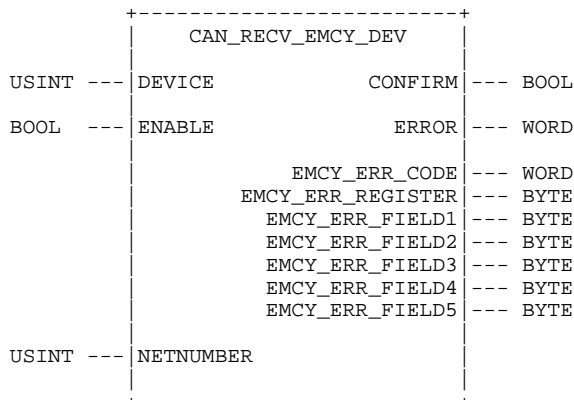 CAN_RECV_EMCY_DEV
USINT ---|DEVICE CONFIRM|--- BOOL
BOOL ---|ENABLE ERROR|--- WORD
EMCY_ERR_CODE|--- WORD
EMCY_ERR_REGISTER|--- BYTE
EMCY_ERR_FIELD1|--- BYTE
EMCY_ERR_FIELD2|--- BYTE
EMCY_ERR_FIELD3|--- BYTE
EMCY_ERR_FIELD4|--- BYTE
EMCY_ERR_FIELD5|--- BYTE
USINT ---|NETNUMBER